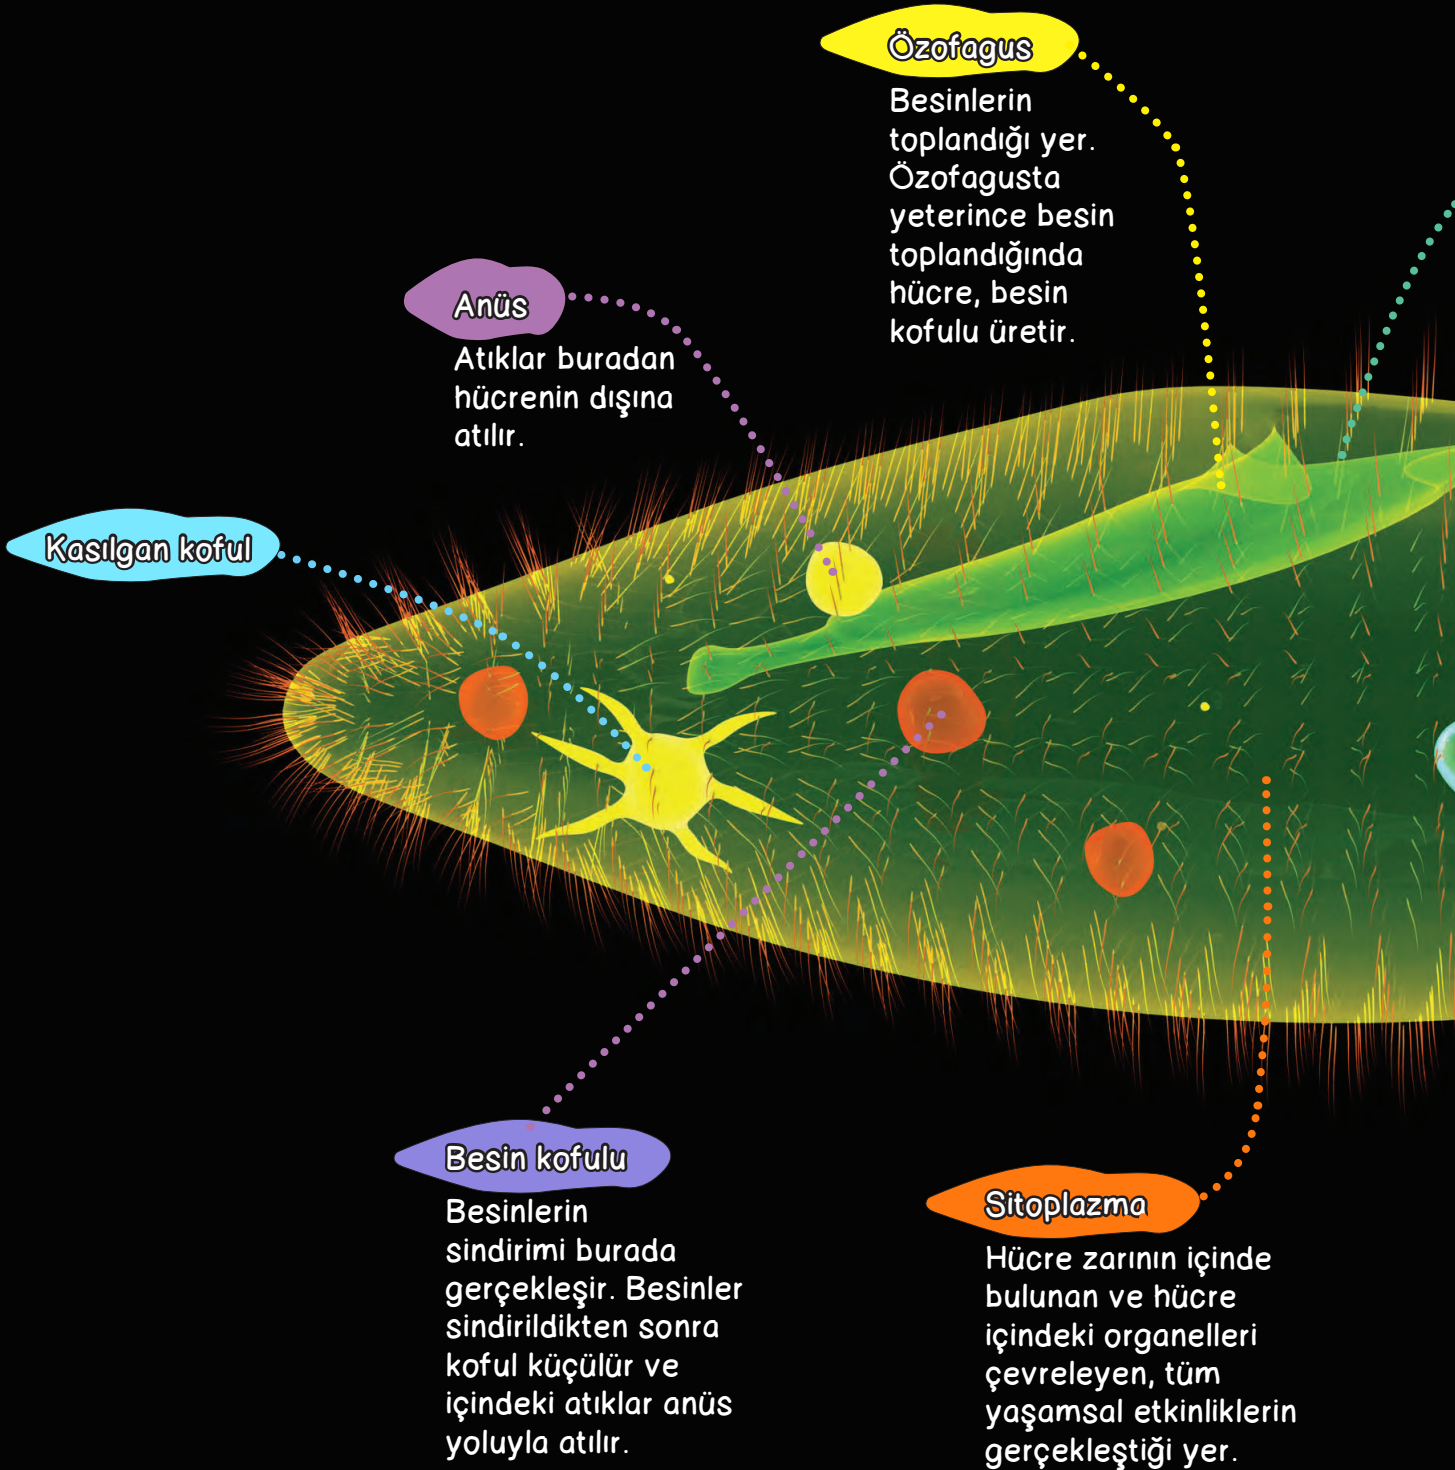 Özofagus
Besinlerin
toplandığı yer.
Özofagusta
yeterince besin
toplandığında
hücre, besin
kofulu üretir.
Anüs
Atıklar buradan
hücrenin dışına
atılır.
Kasılgan koful
Besin kofulu
Besinlerin
sindirimi burada
gerçekleşir. Besinler
sindirildikten sonra
koful küçülür ve
içindeki atıklar anüs
yoluyla atılır.
Sitoplazma
Hücre zarının içinde
bulunan ve hücre
içindeki organelleri
çevreleyen, tüm
yaşamsal etkinliklerin
gerçekleştiği yer.